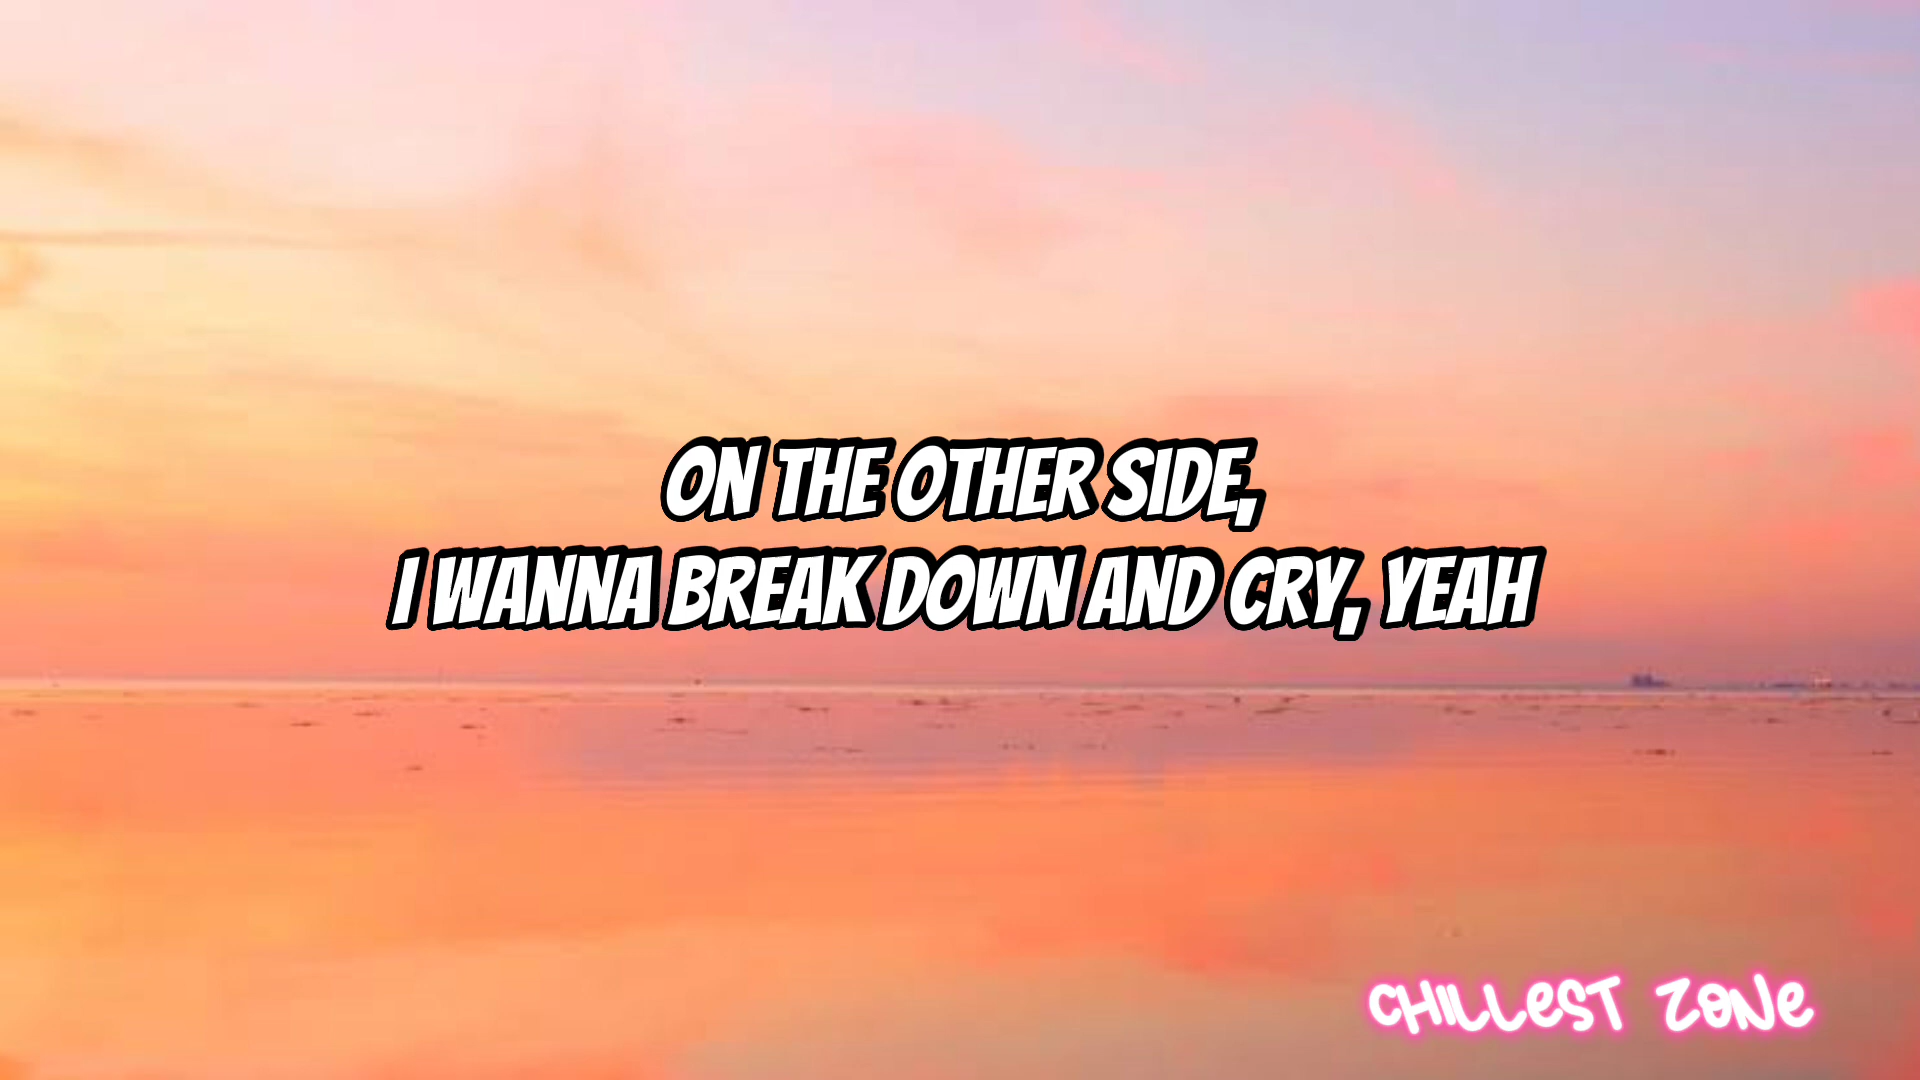 ON THE OTHER SIDE,
I WANNA BREAK DOWN AND CRY, YEAH
CHILLEST ZONE